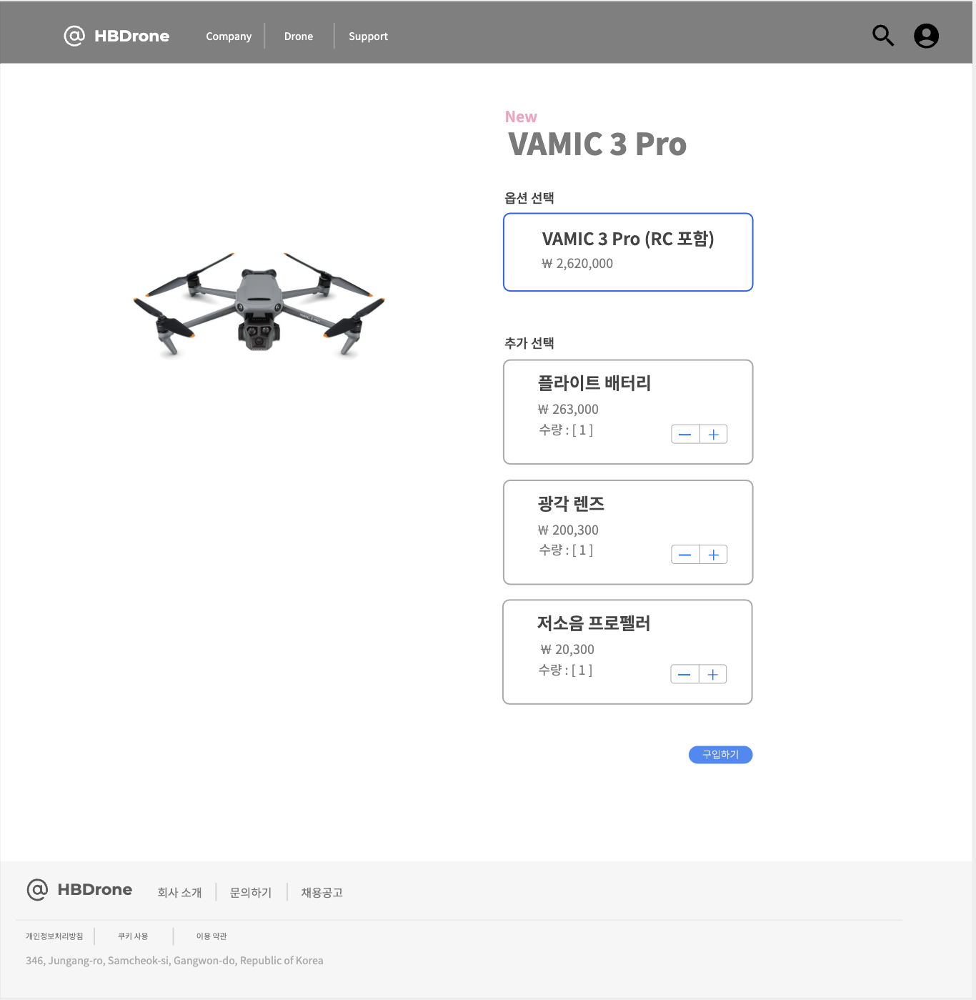 @ HBDrone Company Drone Support
New
VAMIC 3 Pro
옵션 선택
VAMIC 3 Pro (RC 포함)
₩ 2,620,000
VAMIC 3 PRO
추가 선택
플라이트 배터리
₩ 263,000
수량 : [ 1 ]
광각 렌즈
₩ 200,300
수량 : [ 1 ]
저소음 프로펠러
₩ 20,300
수량 : [ 1 ]
구입하기
@ HBDrone 회사 소개 문의하기 채용공고
개인정보처리방침 쿠키 사용 이용 약관
346, Jungang-ro, Samcheok-si, Gangwon-do, Republic of Korea